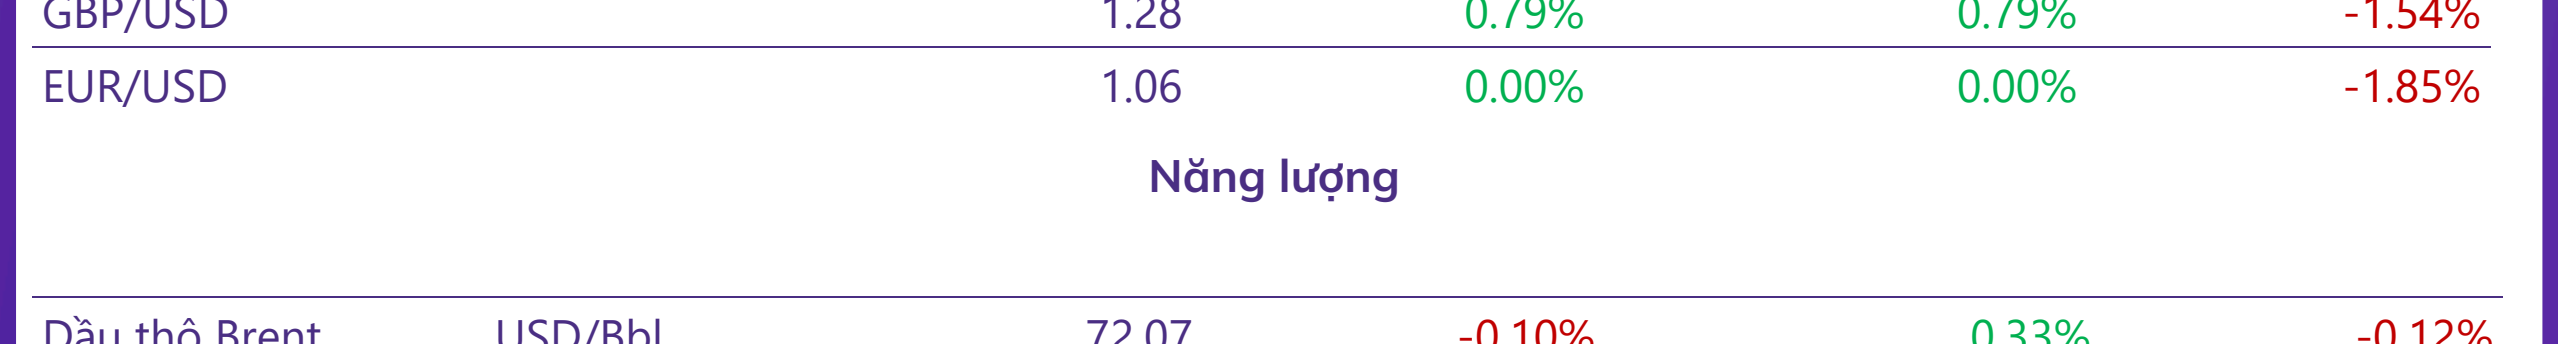 GBP/USD 1.28 0.79% 0.79% -1.54%
EUR/USD 1.06 0.00% 0.00% -1.85%
Năng lượng
Dầu thô Brent USD/Bbl 72.07 -0.10% 0.33% -0.12%